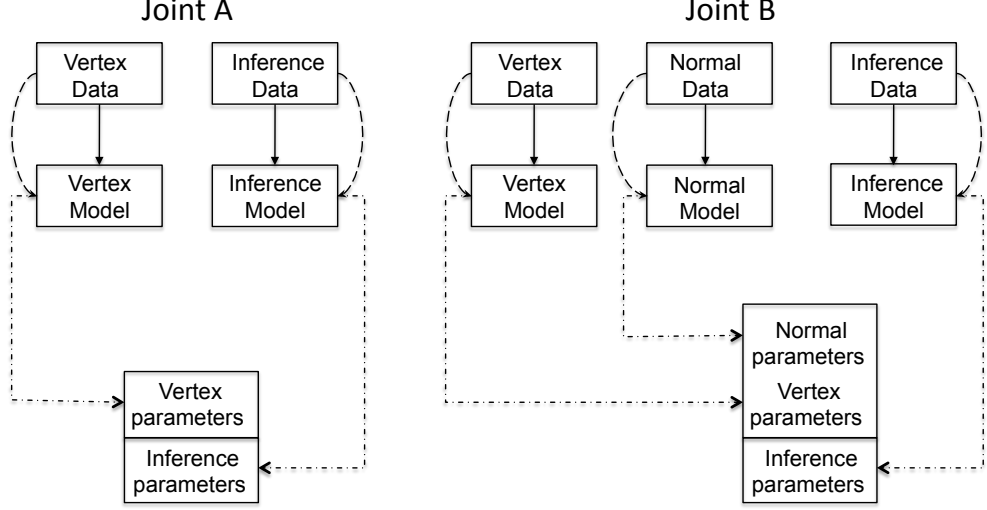 Joint A
Joint B
Vertex
Data
Inference
Data
Vertex
Data
Normal
Data
Inference
Data
Vertex
Model
Inference
Model
Vertex
Model
Normal
Model
Inference
Model
Vertex
parameters
Inference
parameters
Normal
parameters
Vertex
parameters
Inference
parameters